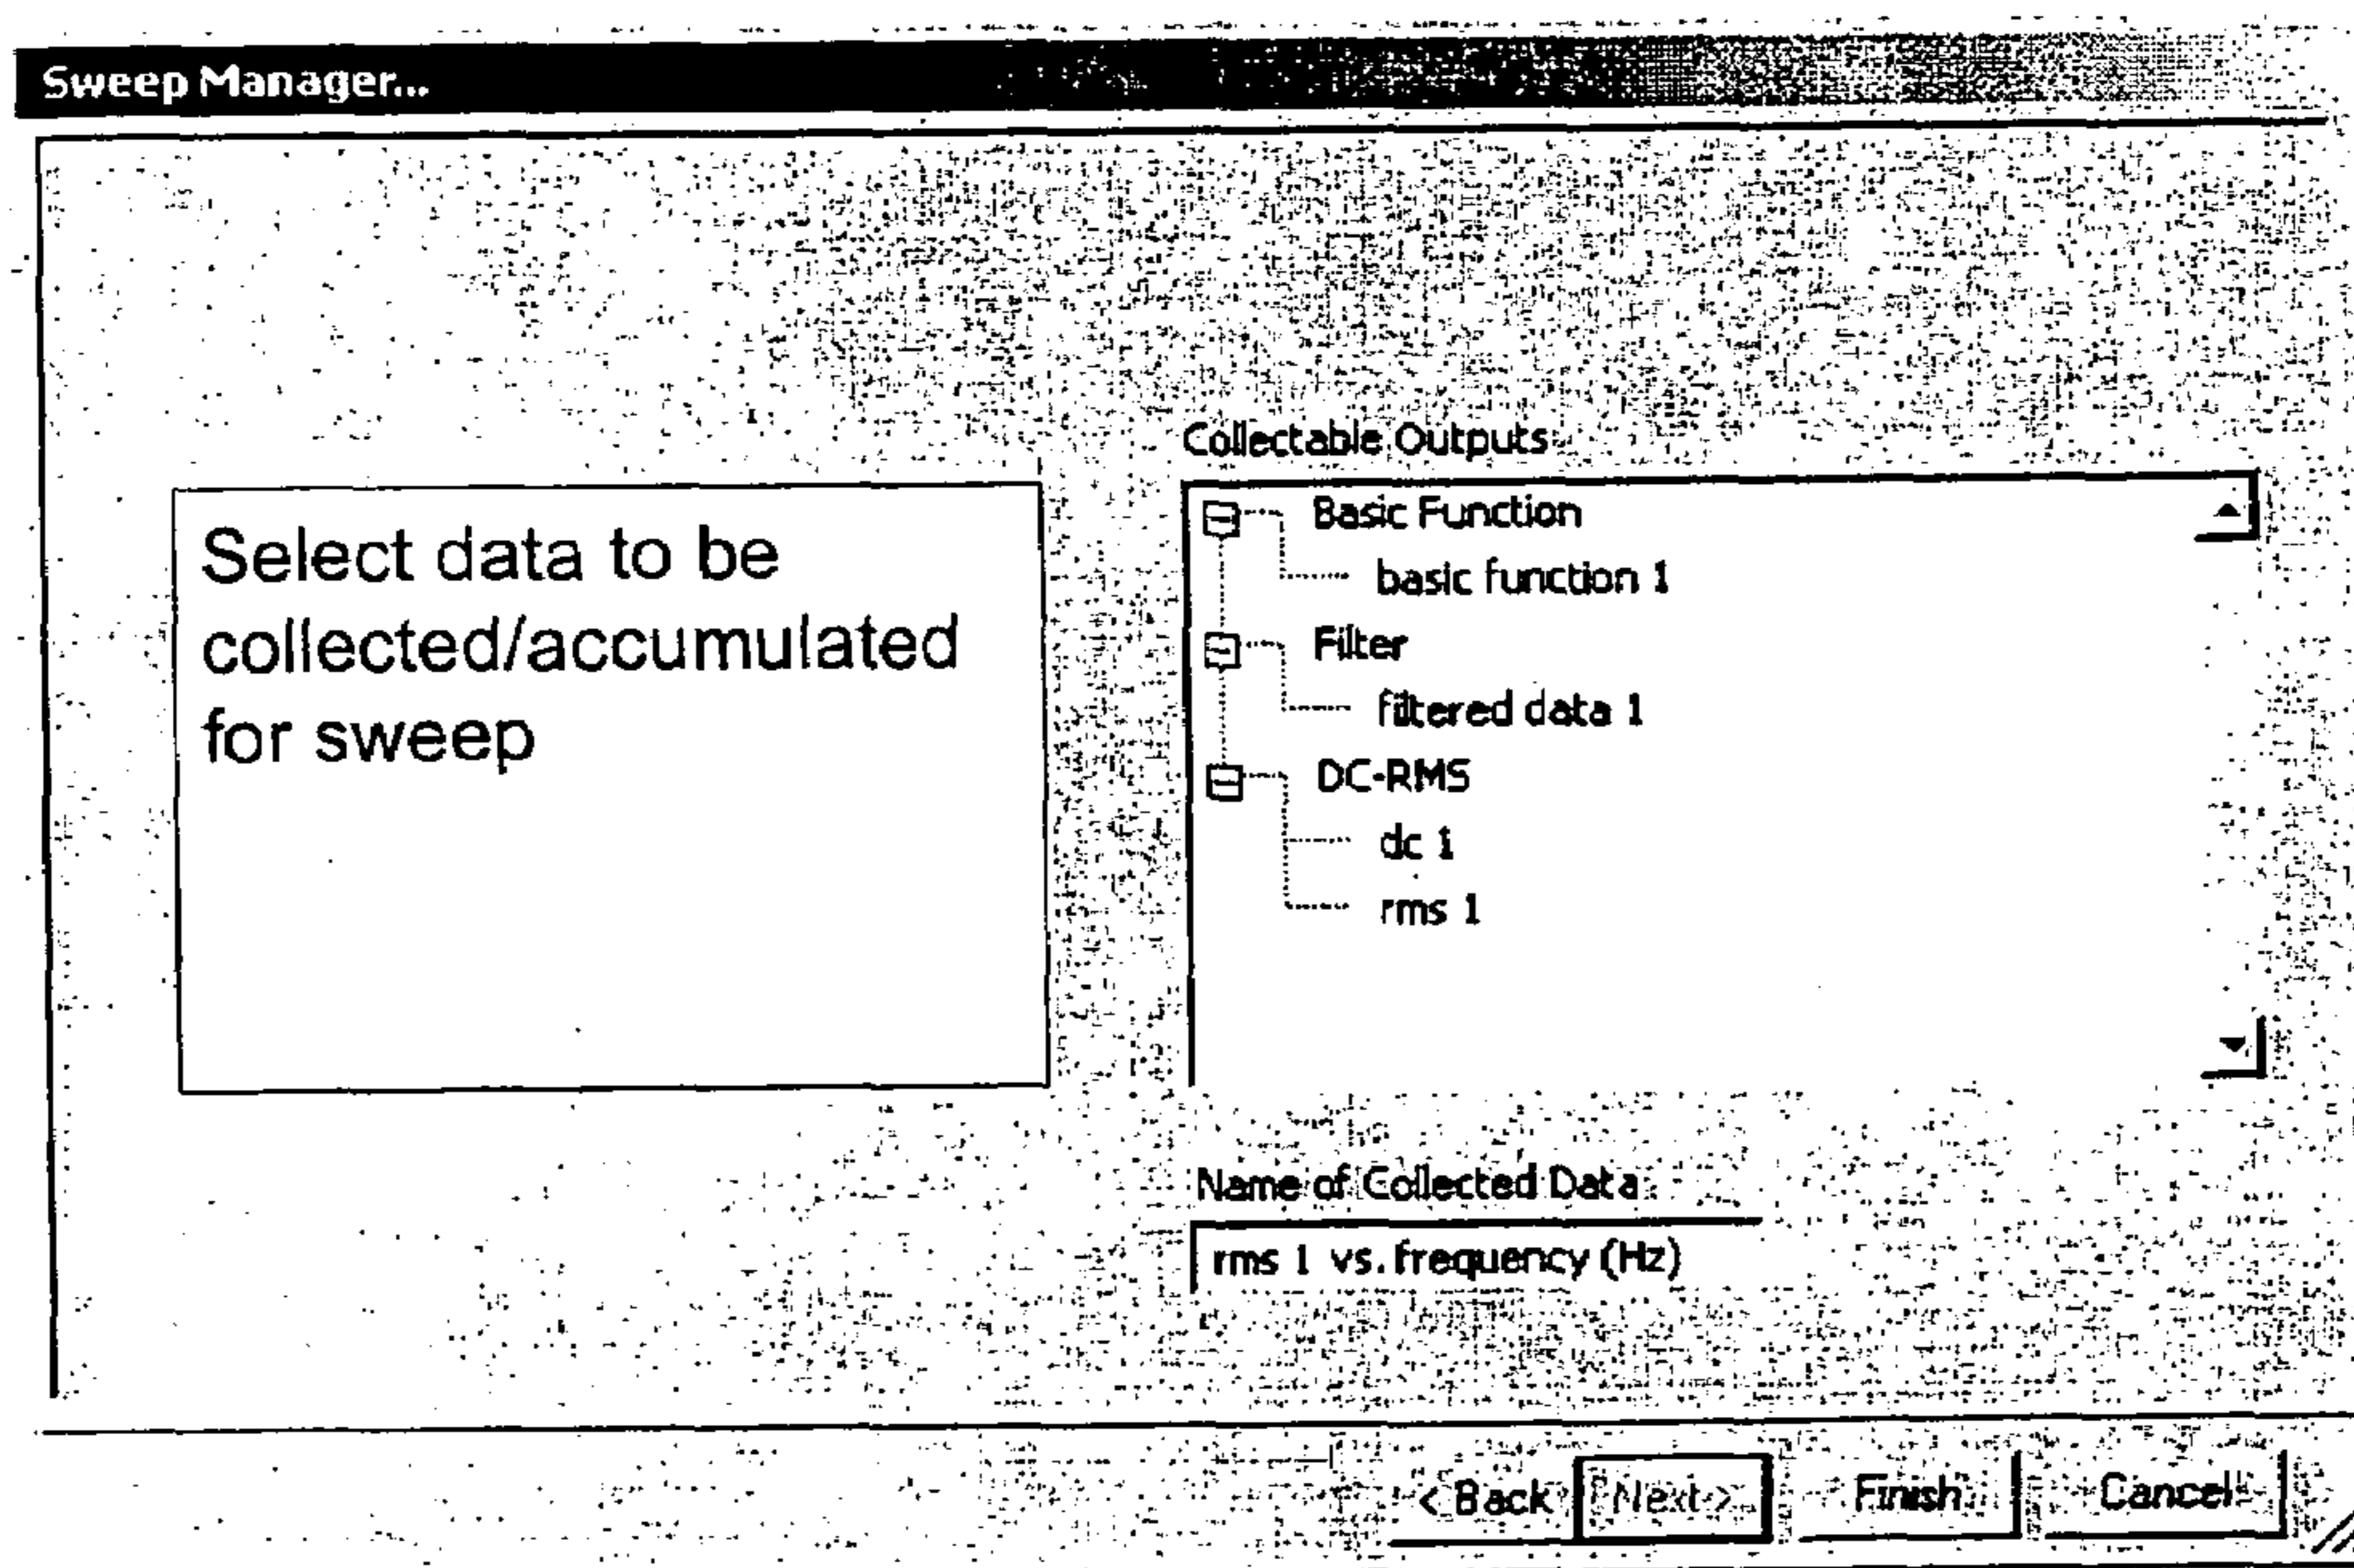 Sweep Manager...
Select data to be
collected/accumulated
for sweep
Collectable Outputs
Basic Function
basic function 1
Filter
filtered data 1
DC-RMS
dc 1
rms 1
Name of Collected Data
rms 1 vs. frequency (Hz)
< Back Next > Finish Cancel